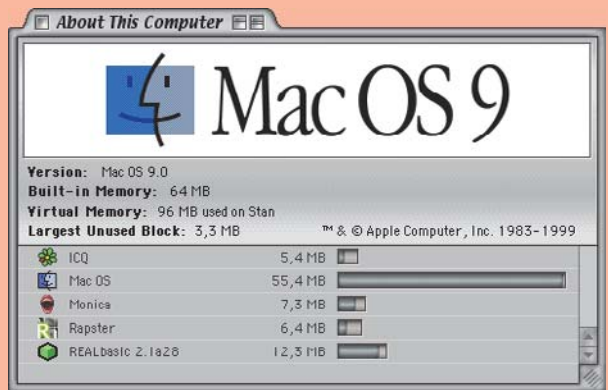 About This Computer
Mac OS 9
Version: Mac OS 9.0
Built-in Memory: 64 MB
Virtual Memory: 96 MB used on Stan
Largest Unused Block: 3,3 MB ™ & © Apple Computer, Inc. 1983-1999
ICQ 5,4 MB
Mac OS 55,4 MB
Monica 7,3 MB
Rapster 6,4 MB
REALbasic 2.1a28 12,3 MB